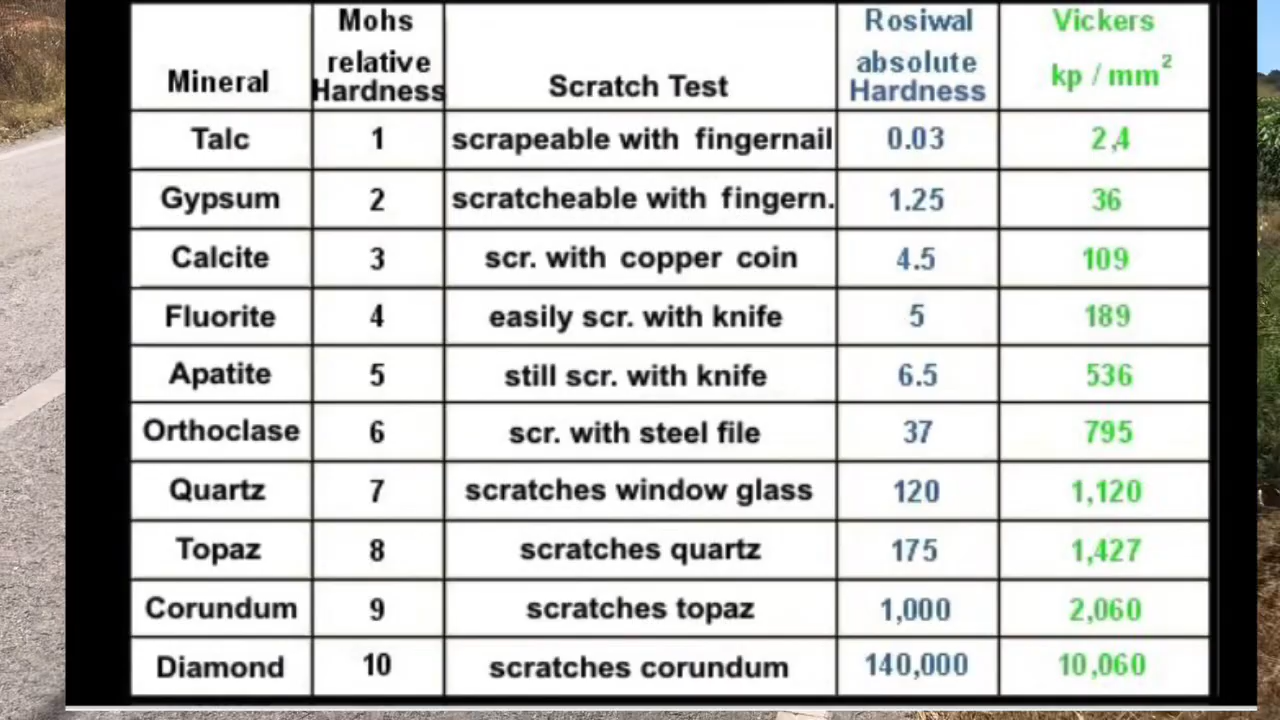 Mineral Mohs relative Hardness Scratch Test Rosiwal absolute Hardness Vickers kp / mm²
Talc 1 scrapeable with fingernail 0.03 2,4
Gypsum 2 scratcheable with fingern. 1.25 36
Calcite 3 scr. with copper coin 4.5 109
Fluorite 4 easily scr. with knife 5 189
Apatite 5 still scr. with knife 6.5 536
Orthoclase 6 scr. with steel file 37 795
Quartz 7 scratches window glass 120 1,120
Topaz 8 scratches quartz 175 1,427
Corundum 9 scratches topaz 1,000 2,060
Diamond 10 scratches corundum 140,000 10,060